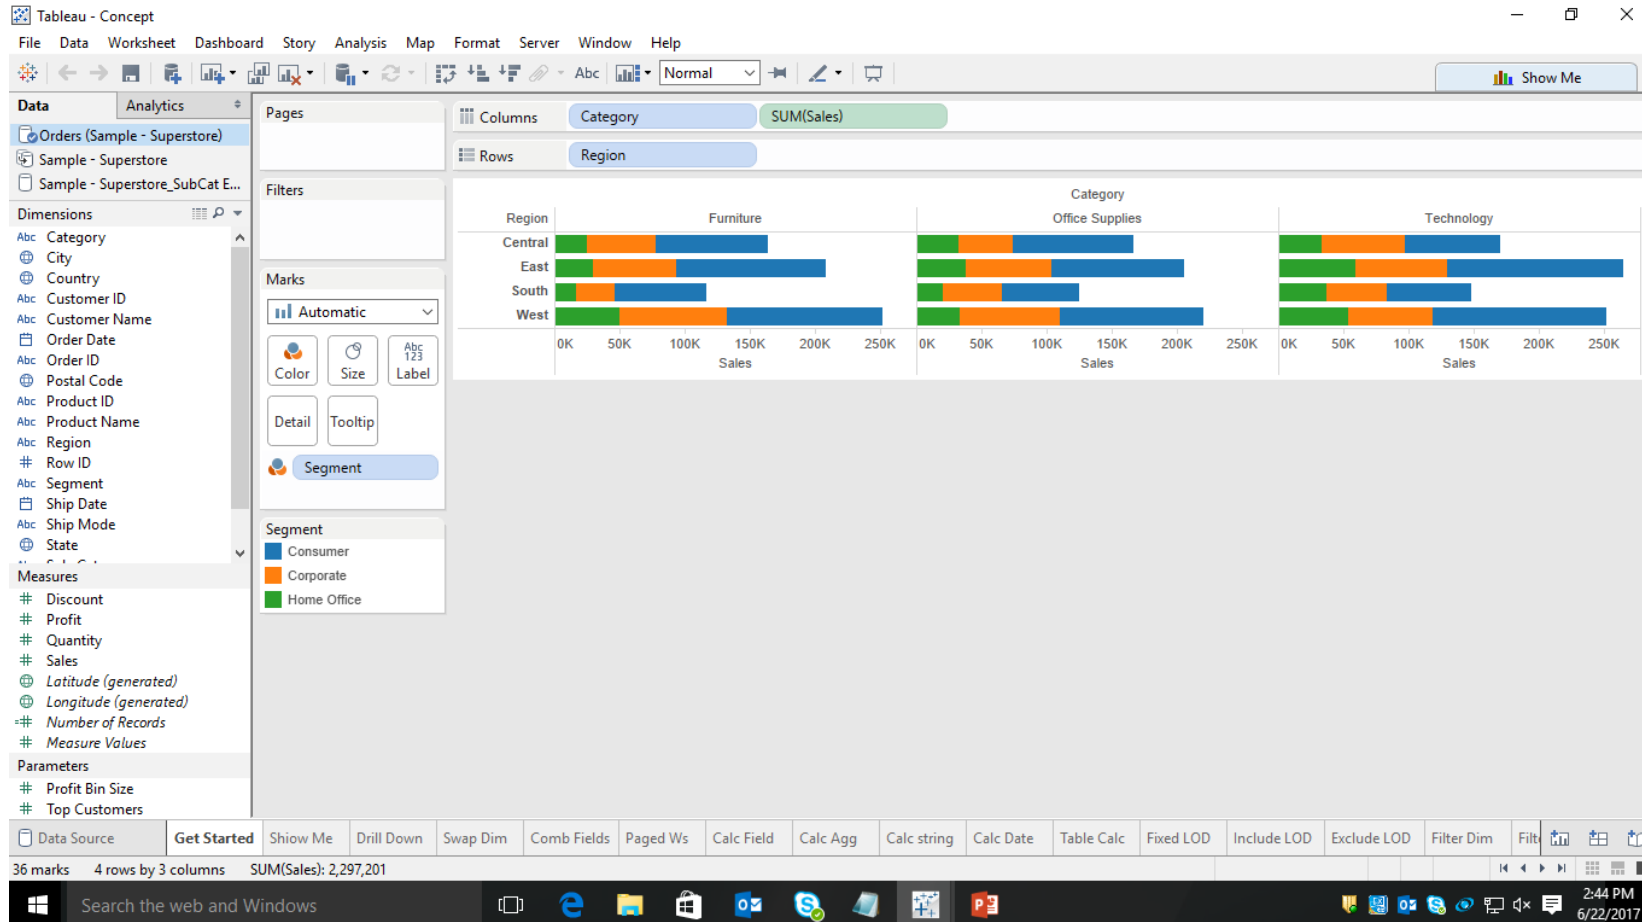 Tableau - Concept
File Data Worksheet Dashboard Story Analysis Map Format Server Window Help
Abc Normal Show Me
Data Analytics
Orders (Sample - Superstore)
Sample - Superstore
Sample - Superstore_SubCat E...
Dimensions
Abc Category
City
Country
Abc Customer ID
Abc Customer Name
Order Date
Abc Order ID
Postal Code
Abc Product ID
Abc Product Name
Abc Region
# Row ID
Abc Segment
Ship Date
Abc Ship Mode
State
Measures
# Discount
# Profit
# Quantity
# Sales
Latitude (generated)
Longitude (generated)
=# Number of Records
# Measure Values
Parameters
# Profit Bin Size
# Top Customers
Pages
Filters
Marks
Automatic
Color Size Abc 123 Label
Detail Tooltip
Segment
Segment
Consumer
Corporate
Home Office
Columns Category SUM(Sales)
Rows Region
Category
Region Furniture Office Supplies Technology
Central
East
South
West
0K 50K 100K 150K 200K 250K 0K 50K 100K 150K 200K 250K 0K 50K 100K 150K 200K 250K
Sales Sales Sales
Data Source Get Started Shiow Me Drill Down Swap Dim Comb Fields Paged Ws Calc Field Calc Agg Calc string Calc Date Table Calc Fixed LOD Include LOD Exclude LOD Filter Dim Filt
36 marks 4 rows by 3 columns SUM(Sales): 2,297,201
Search the web and Windows
2:44 PM
6/22/2017